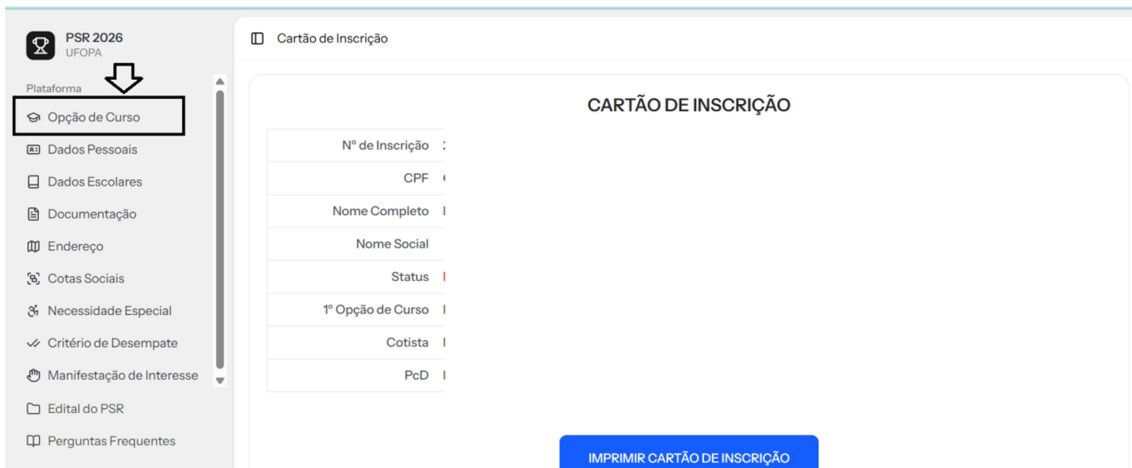 PSR 2026
UFOPA
Plataforma
Opção de Curso
Dados Pessoais
Dados Escolares
Documentação
Endereço
Cotas Sociais
Necessidade Especial
Critério de Desempate
Manifestação de Interesse
Edital do PSR
Perguntas Frequentes
Cartão de Inscrição
CARTÃO DE INSCRIÇÃO
N° de Inscrição
CPF
Nome Completo
Nome Social
Status
1° Opção de Curso
Cotista
PcD
IMPRIMIR CARTÃO DE INSCRIÇÃO